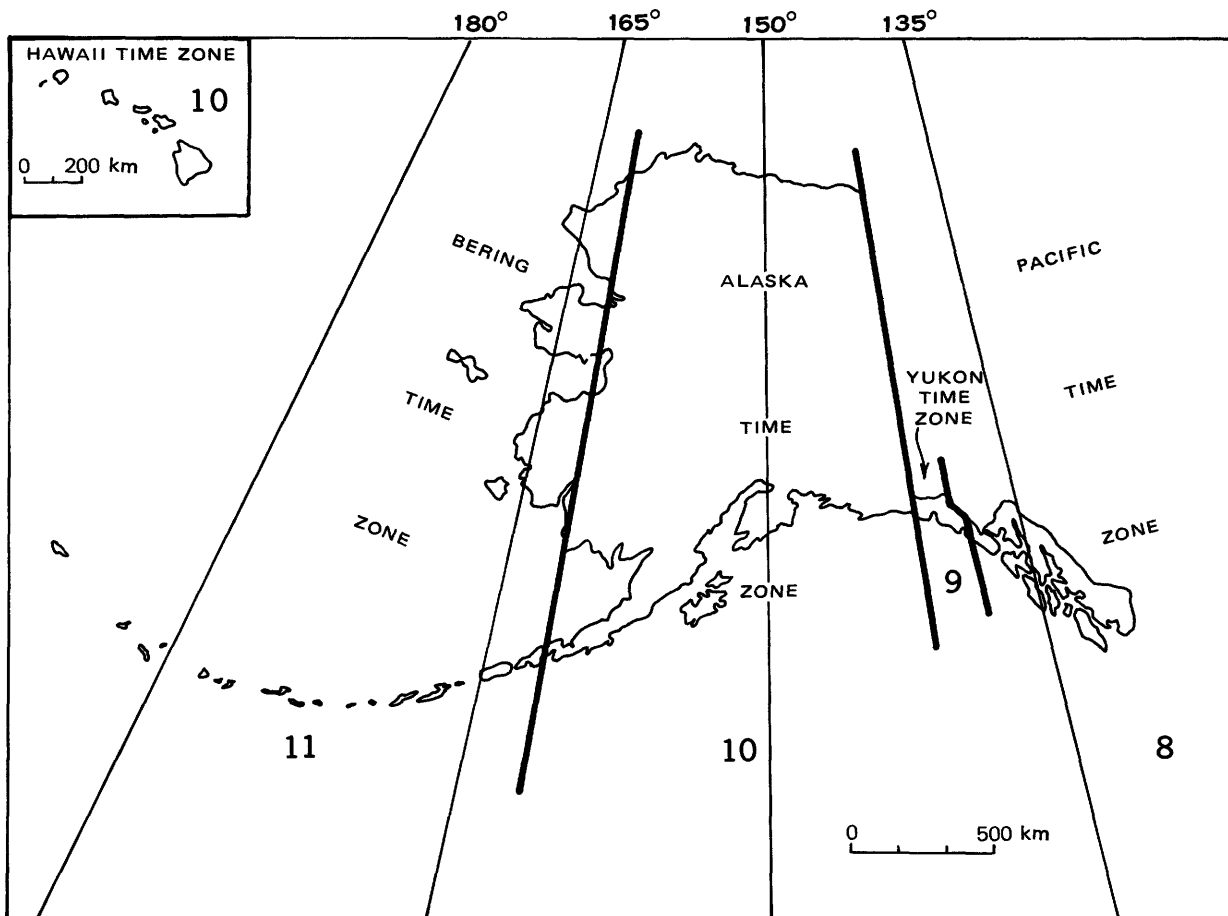 180° 165° 150° 135°
HAWAII TIME ZONE
10
0 200 km
BERING
TIME
ZONE
ALASKA
TIME
ZONE
PACIFIC
TIME
ZONE
YUKON
TIME
ZONE
9
11
10
8
0 500 km